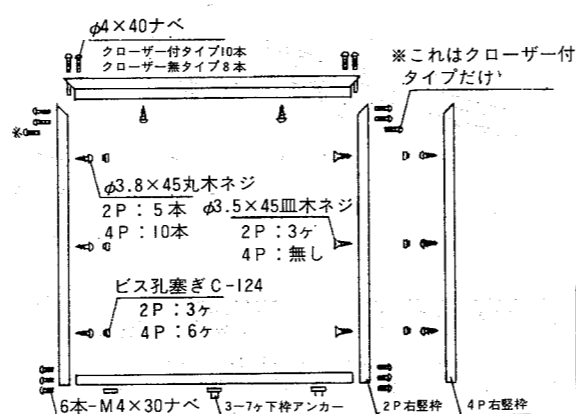 φ4×40ナベ
クローザー付タイプ10本
クローザー無タイプ8本
※これはクローザー付
タイプだけ
※
φ3.8×45丸木ネジ
2P：5本
4P：10本
φ3.5×45皿木ネジ
2P：3ヶ
4P：無し
ビス孔塞ぎC-124
2P：3ヶ
4P：6ヶ
6本-M4×30ナベ
3-7ヶ下枠アンカー
2P右竪枠
4P右竪枠